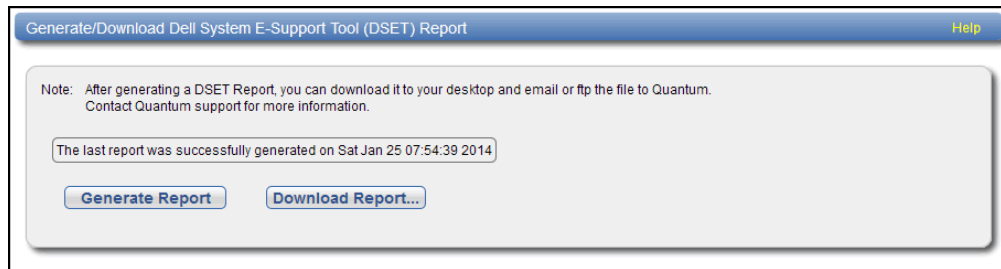 Generate/Download Dell System E-Support Tool (DSET) Report
Help
Note: After generating a DSET Report, you can download it to your desktop and email or ftp the file to Quantum.
Contact Quantum support for more information.
The last report was successfully generated on Sat Jan 25 07:54:39 2014
Generate Report
Download Report...